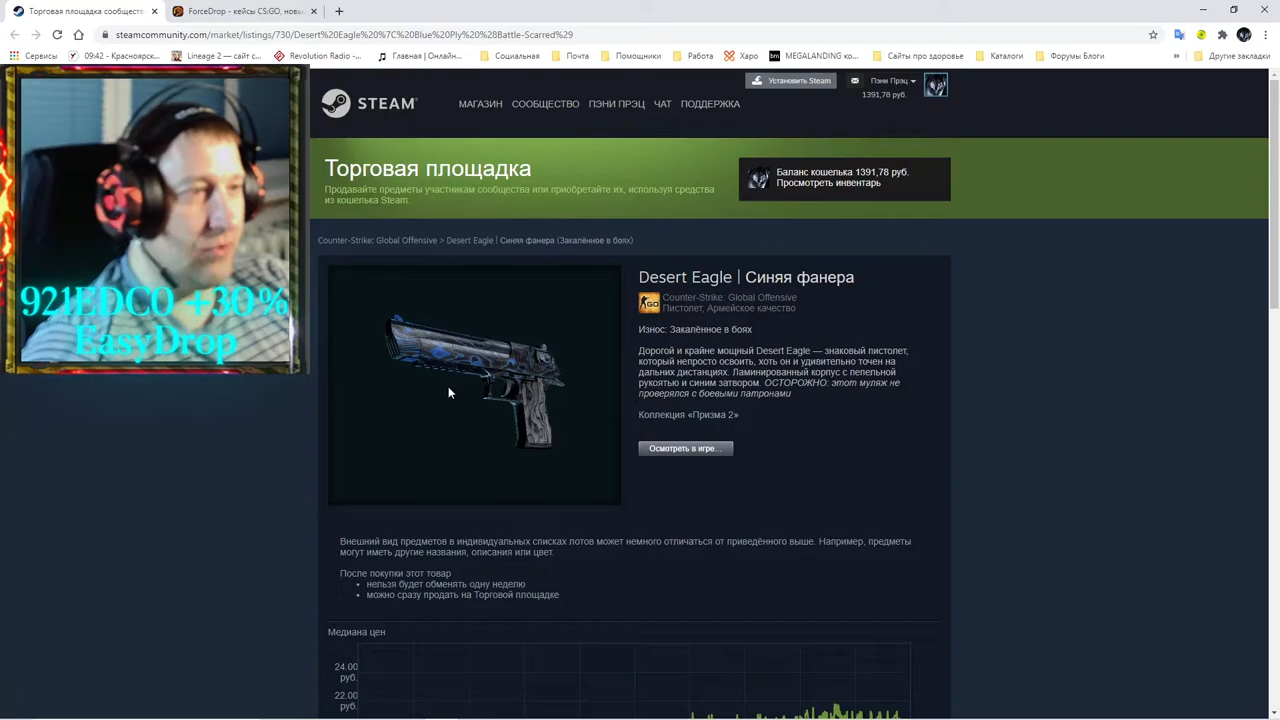 Торговая площадка сообществ
ForceDrop - кейсы CS:GO, новы
steamcommunity.com/market/listings/730/Desert%20Eagle%20%7C%20Blue%20Ply%20%28Battle-Scarred%29
Сервисы
09:42 - Красноярск...
Lineage 2 — сайт с...
Revolution Radio -...
Главная | Онлайн...
Социальная
Почта
Помощники
Работа
Харо
MEGALANDING ко...
Сайты про здоровье
Каталоги
Форумы Блоги
»
Другие закладки
Установить Steam
Пэни Прэц
1391,78 руб.
STEAM
МАГАЗИН
СООБЩЕСТВО
ПЭНИ ПРЭЦ
ЧАТ
ПОДДЕРЖКА
Торговая площадка
Продавайте предметы участникам сообщества или приобретайте их, используя средства
из кошелька Steam.
Баланс кошелька 1391,78 руб.
Просмотреть инвентарь
Counter-Strike: Global Offensive > Desert Eagle | Синяя фанера (Закалённое в боях)
921EDC0 +30%
EasyDrop
Desert Eagle | Синяя фанера
GO
Counter-Strike: Global Offensive
Пистолет, Армейское качество
Износ: Закалённое в боях
Дорогой и крайне мощный Desert Eagle — знаковый пистолет,
который непросто освоить, хоть он и удивительно точен на
дальних дистанциях. Ламинированный корпус с пепельной
рукоятью и синим затвором. ОСТОРОЖНО: этот муляж не
проверялся с боевыми патронами
Коллекция «Призма 2»
Осмотреть в игре...
Внешний вид предметов в индивидуальных списках лотов может немного отличаться от приведённого выше. Например, предметы
могут иметь другие названия, описания или цвет.
После покупки этот товар
• нельзя будет обменять одну неделю
• можно сразу продать на Торговой площадке
Медиана цен
24.00
руб.
22.00
руб.